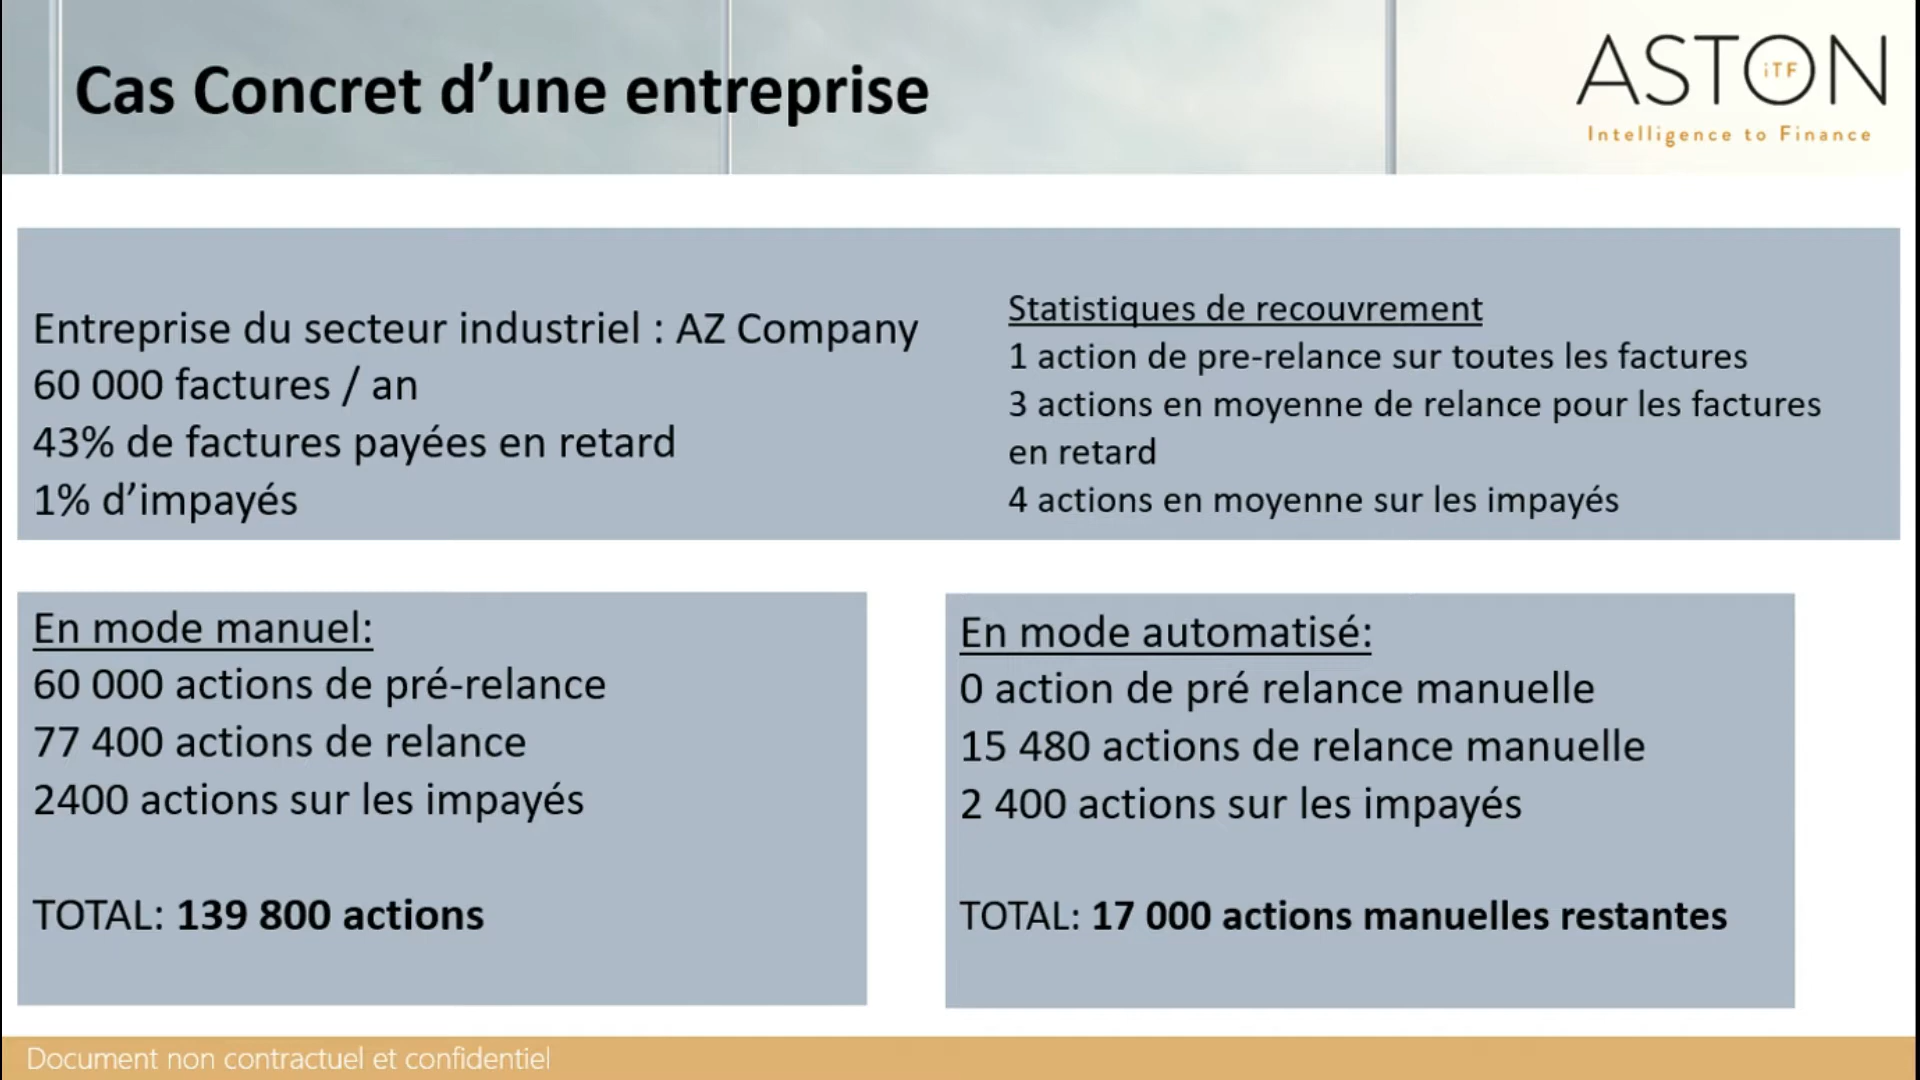 Cas Concret d’une entreprise
ASTON
iTF
Intelligence to Finance
Entreprise du secteur industriel : AZ Company
60 000 factures / an
43% de factures payées en retard
1% d’impayés
Statistiques de recouvrement
1 action de pre-relance sur toutes les factures
3 actions en moyenne de relance pour les factures
en retard
4 actions en moyenne sur les impayés
En mode manuel:
60 000 actions de pré-relance
77 400 actions de relance
2400 actions sur les impayés
TOTAL: 139 800 actions
En mode automatisé:
0 action de pré relance manuelle
15 480 actions de relance manuelle
2 400 actions sur les impayés
TOTAL: 17 000 actions manuelles restantes
Document non contractuel et confidentiel